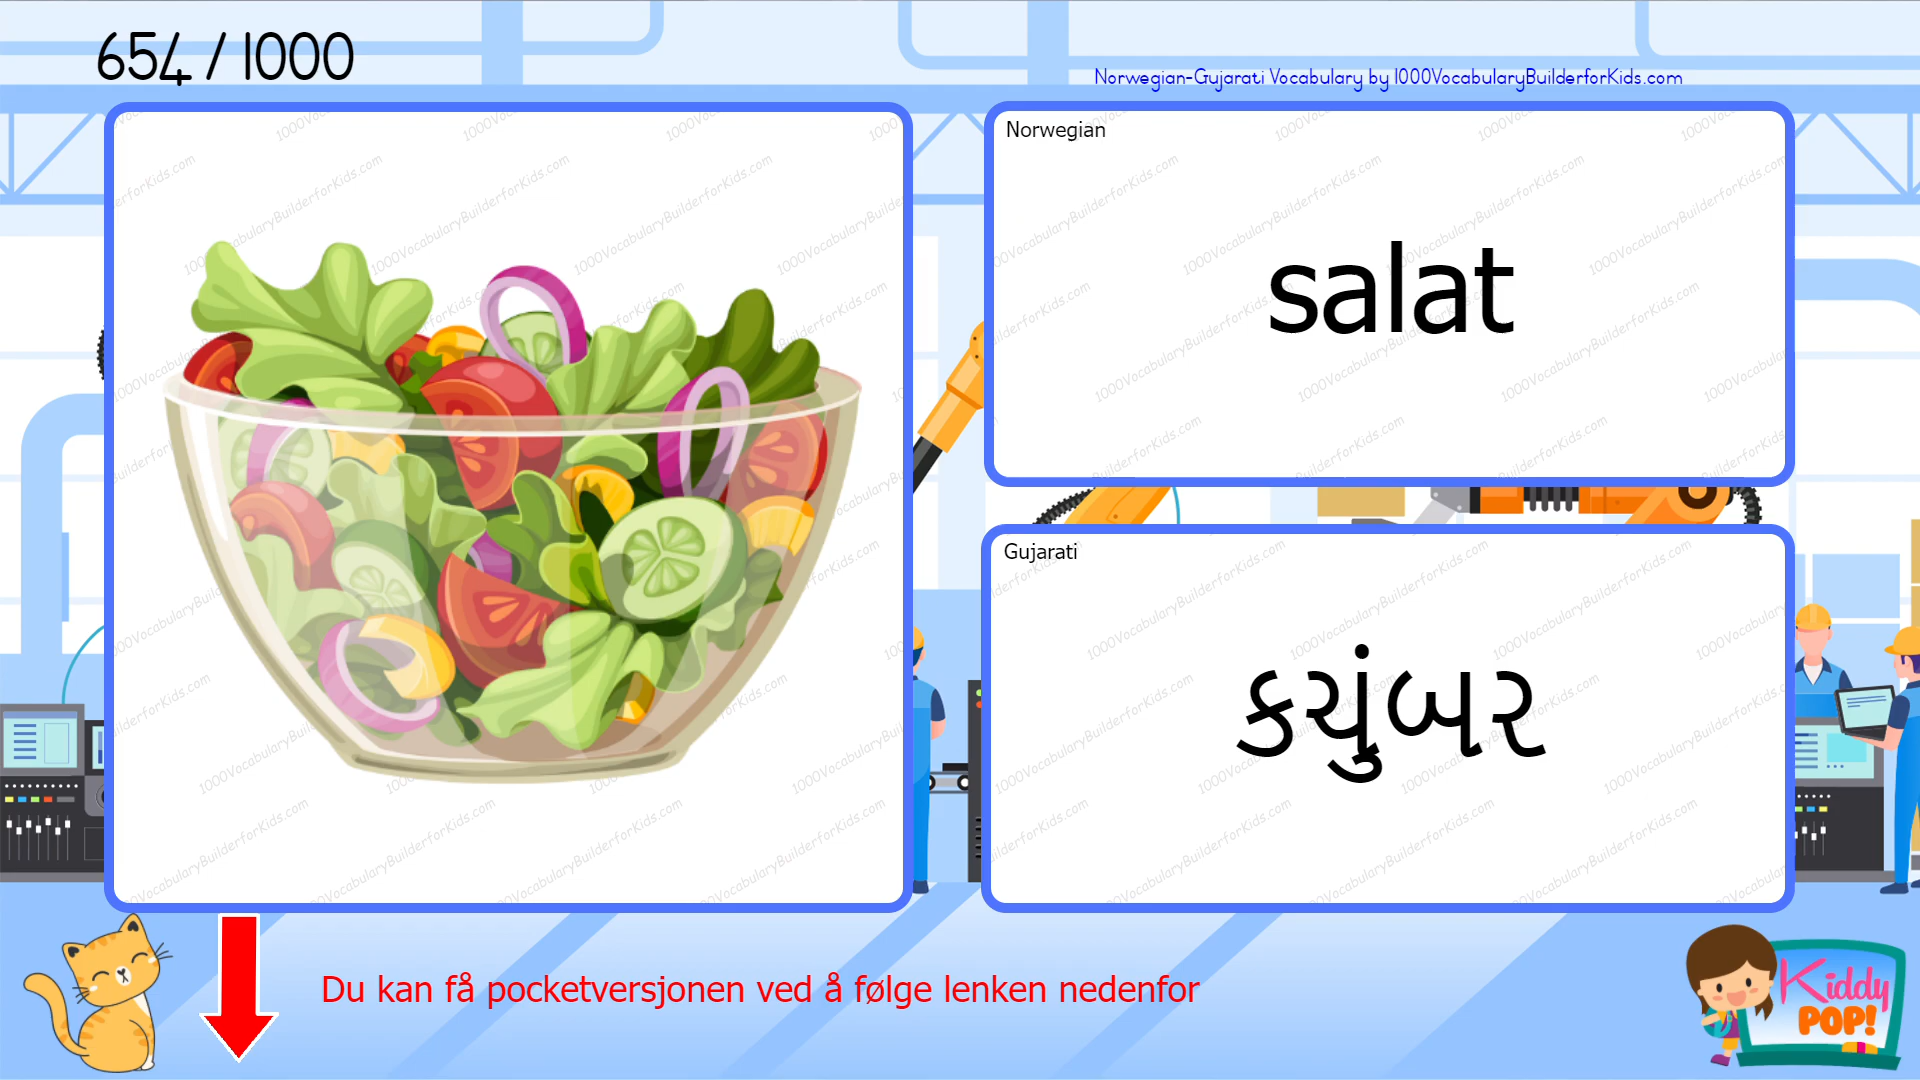 654 / 1000
Norwegian-Gujarati Vocabulary by 1000VocabularyBuilderforKids.com
Norwegian
salat
Gujarati
કચુંબર
Du kan få pocketversjonen ved å følge lenken nedenfor
Kiddy
POP!